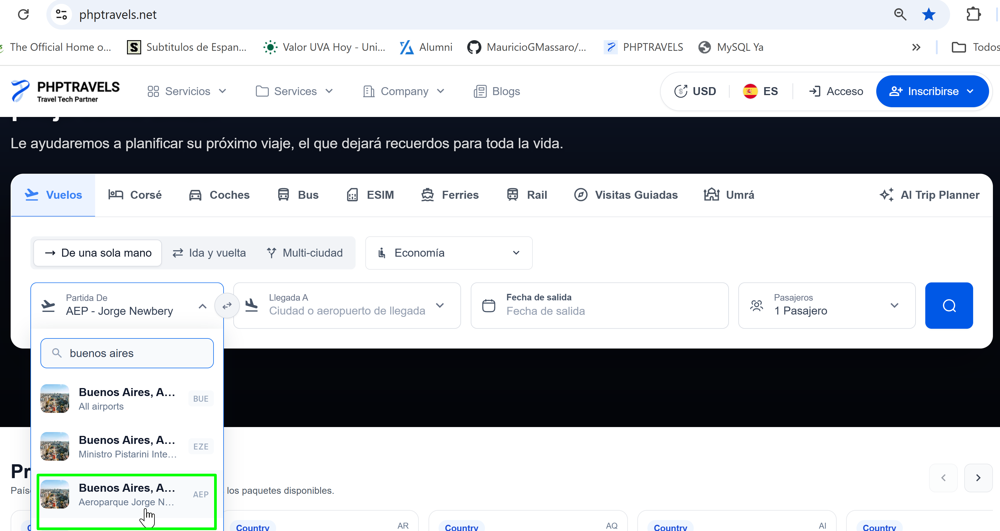 phptravels.net
The Official Home o...
Subtitulos de Espan...
Valor UVA Hoy - Uni...
Alumni
MauricioGMassaro/...
PHPTRAVELS
MySQL Ya
Todos
PHPTRAVELS
Travel Tech Partner
Servicios
Services
Company
Blogs
USD
ES
Acceso
Inscribirse
Le ayudaremos a planificar su próximo viaje, el que dejará recuerdos para toda la vida.
Vuelos
Corsé
Coches
Bus
ESIM
Ferries
Rail
Visitas Guiadas
Umrá
AI Trip Planner
De una sola mano
Ida y vuelta
Multi-ciudad
Economía
Partida De
AEP - Jorge Newbery
Llegada A
Ciudad o aeropuerto de llegada
Fecha de salida
Fecha de salida
Pasajeros
1 Pasajero
buenos aires
Buenos Aires, A...
All airports
BUE
Buenos Aires, A...
Ministro Pistarini Inte...
EZE
Buenos Aires, A...
Aeroparque Jorge N...
AEP
los paquetes disponibles.
Country
AR
Country
AQ
Country
AI
Country